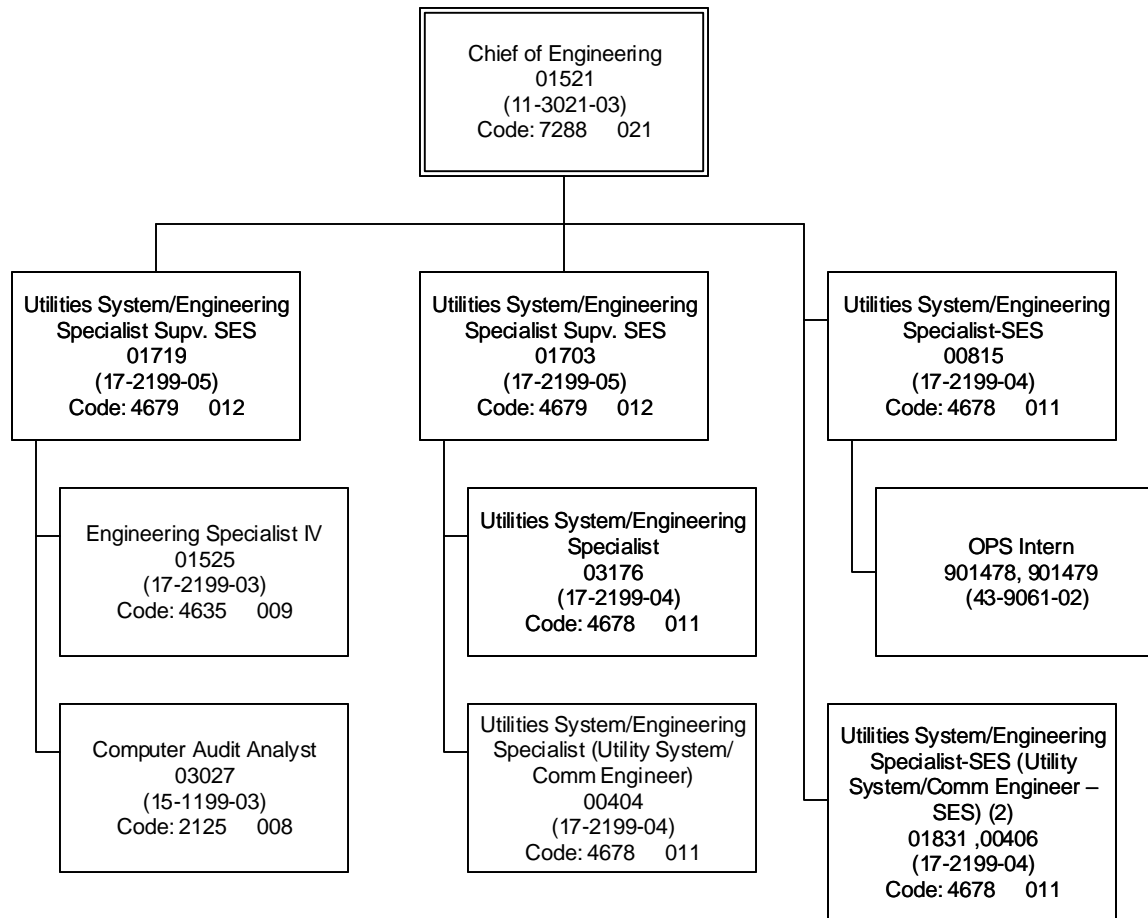 Chief of Engineering
01521
(11-3021-03)
Code: 7288 021
Utilities System/Engineering
Specialist Supv. SES
01719
(17-2199-05)
Code: 4679 012
Engineering Specialist IV
01525
(17-2199-03)
Code: 4635 009
Computer Audit Analyst
03027
(15-1199-03)
Code: 2125 008
Utilities System/Engineering
Specialist Supv. SES
01703
(17-2199-05)
Code: 4679 012
Utilities System/Engineering
Specialist
03176
(17-2199-04)
Code: 4678 011
Utilities System/Engineering
Specialist (Utility System/
Comm Engineer)
00404
(17-2199-04)
Code: 4678 011
Utilities System/Engineering
Specialist-SES
00815
(17-2199-04)
Code: 4678 011
OPS Intern
901478, 901479
(43-9061-02)
Utilities System/Engineering
Specialist-SES (Utility
System/Comm Engineer –
SES) (2)
01831 ,00406
(17-2199-04)
Code: 4678 011